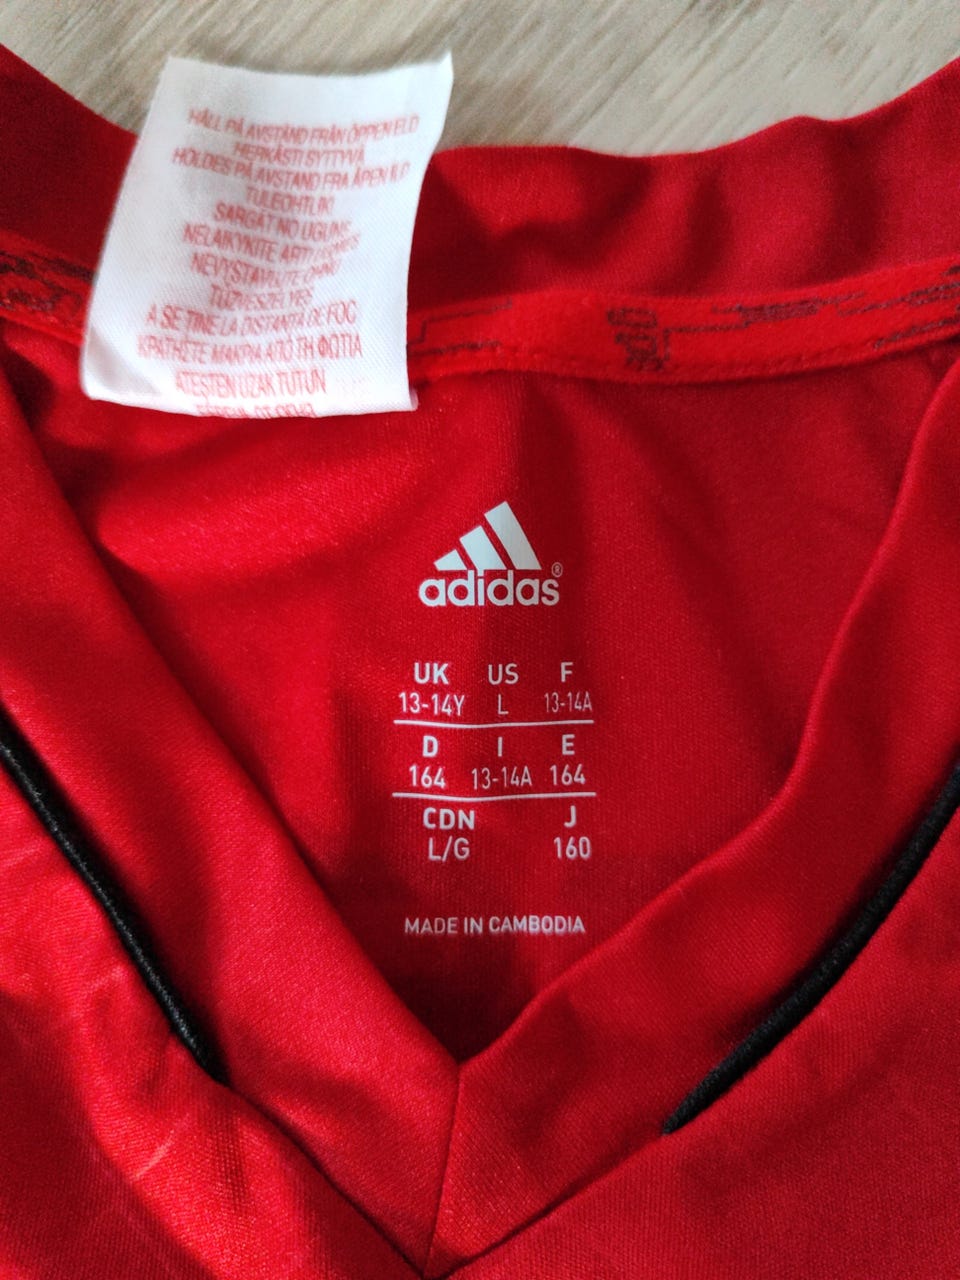 HÅLL PÅ AVSTÅND FRÅN ÖPPEN ELD
HERKÄSTI SYTTYVÄ
HOLDES PÅ AVSTAND FRA ÅPEN ILD
TULEOHTLIK!
SARGĀT NO UGUNS
NELAIKYKITE ARTI UGNIES
NEVYSTAVUJTE OHNI
TŰZVESZÉLYES
A SE ȚINE LA DISTANȚĂ DE FOC
ΚΡΑΤΗΣΤΕ ΜΑΚΡΙΑ ΑΠΟ ΤΗ ΦΩΤΙΑ
ATEŞTEN UZAK TUTUN
adidas®
UK US F
13-14Y L 13-14A
D I E
164 13-14A 164
CDN J
L/G 160
MADE IN CAMBODIA